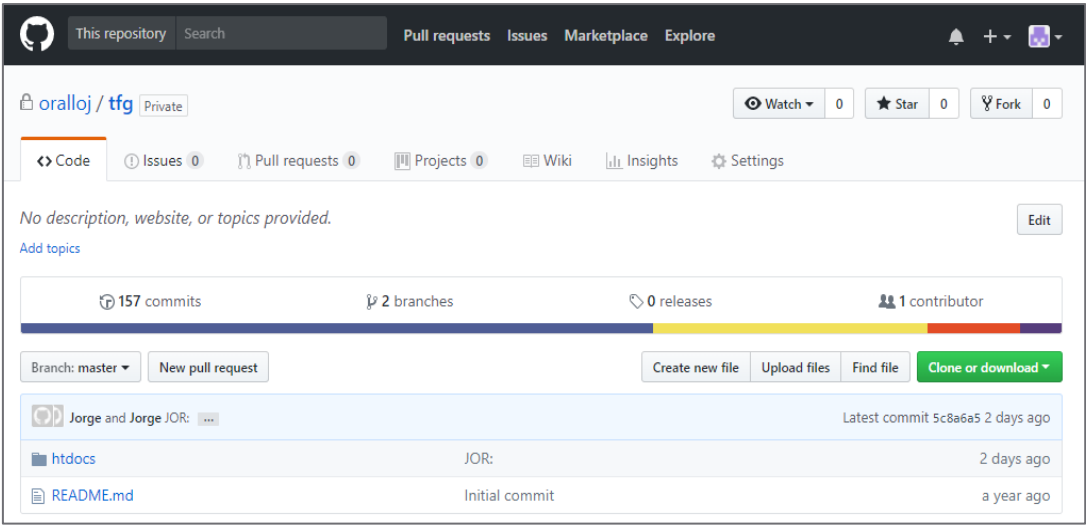 This repository Search Pull requests Issues Marketplace Explore
oralloj / tfg Private Watch 0 Star 0 Fork 0
Code Issues 0 Pull requests 0 Projects 0 Wiki Insights Settings
No description, website, or topics provided. Edit
Add topics
157 commits 2 branches 0 releases 1 contributor
Branch: master New pull request Create new file Upload files Find file Clone or download
Jorge and Jorge JOR: ... Latest commit 5c8a6a5 2 days ago
htdocs JOR: 2 days ago
README.md Initial commit a year ago